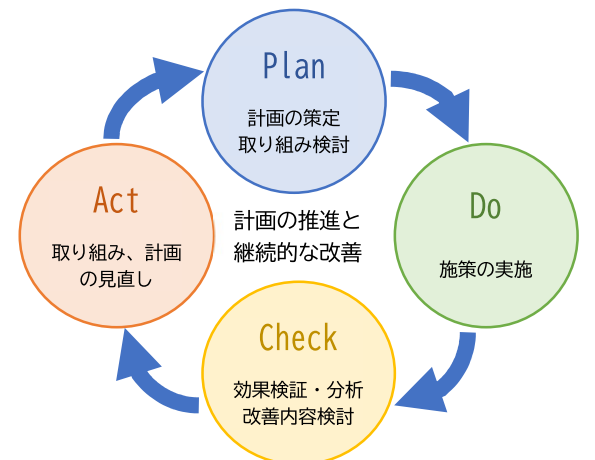 Plan
計画の策定
取り組み検討
Do
施策の実施
Check
効果検証・分析
改善内容検討
Act
取り組み、計画
の見直し
計画の推進と
継続的な改善